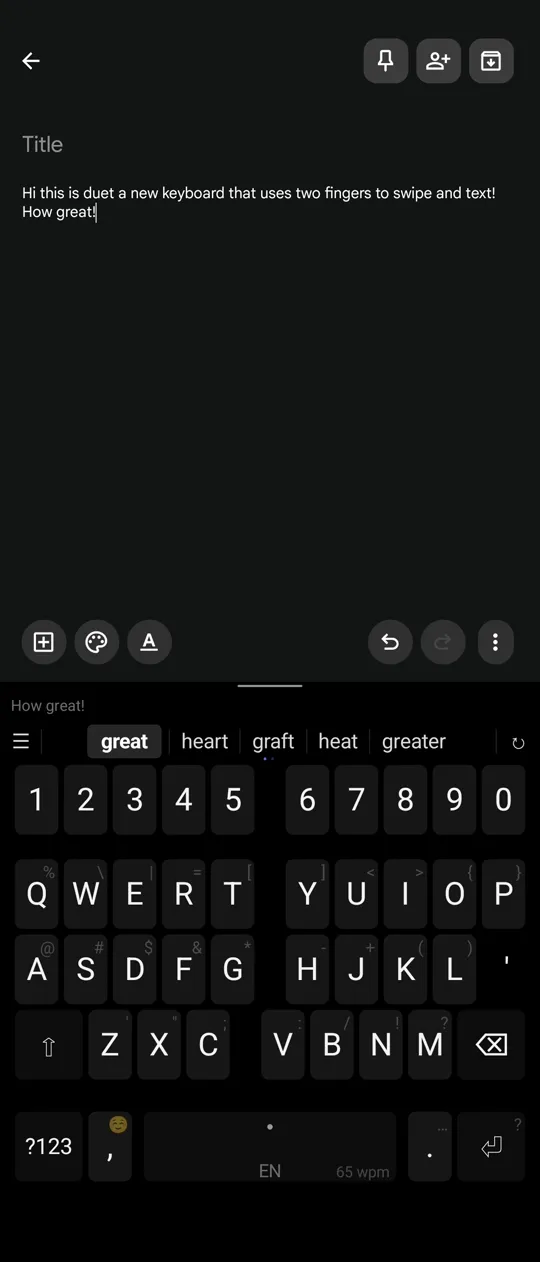 Title
Hi this is duet a new keyboard that uses two fingers to swipe and text!
How great!
How great!
great heart graft heat greater
1 2 3 4 5 6 7 8 9 0
% \ | = [ ] < > { }
Q W E R T Y U I O P
@ # $ & * - + ( )
A S D F G H J K L '
' " ; : / ! ?
Z X C V B N M
… ?
?123 , .
EN 65 wpm